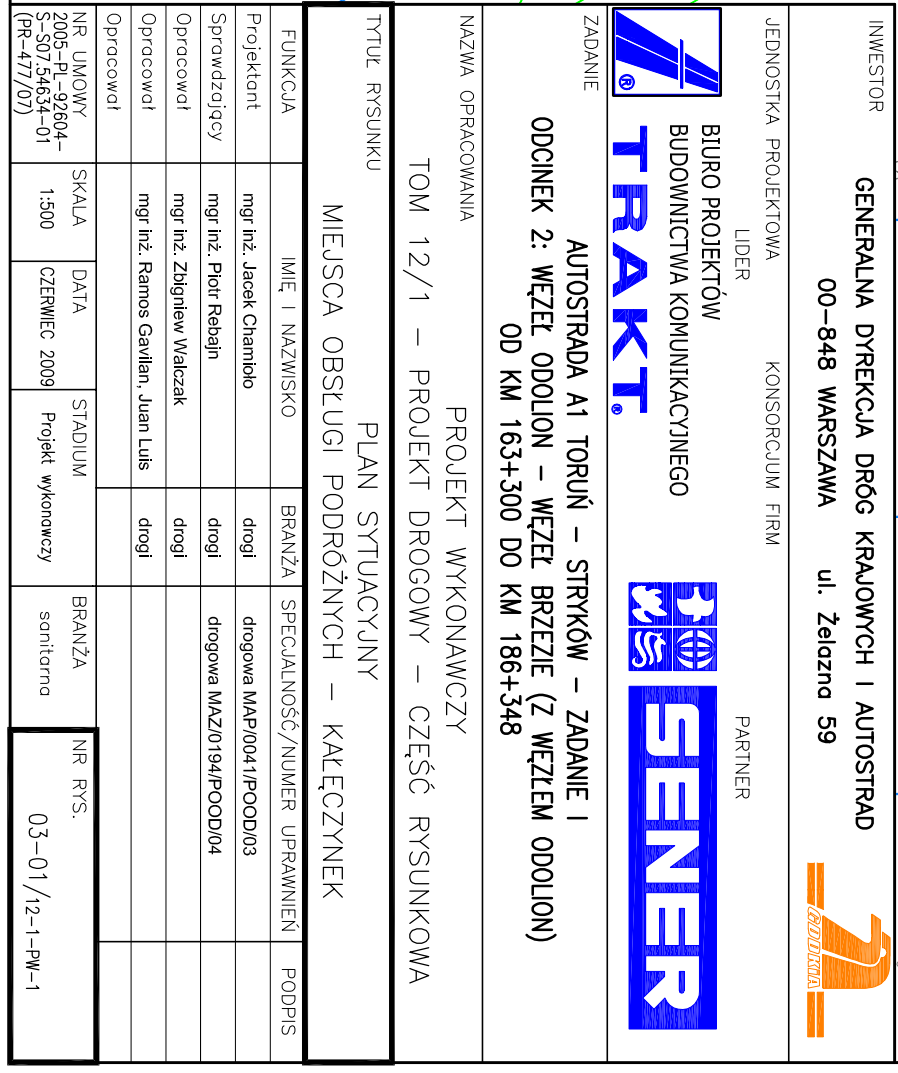 INWESTOR
GENERALNA DYREKCJA DRÓG KRAJOWYCH I AUTOSTRAD
00-848 WARSZAWA ul. Żelazna 59
GDDKIA
JEDNOSTKA PROJEKTOWA
KONSORCJUM FIRM
LIDER
PARTNER
BIURO PROJEKTÓW
BUDOWNICTWA KOMUNIKACYJNEGO
®
TRAKT®
SENER
ZADANIE
AUTOSTRADA A1 TORUŃ - STRYKÓW - ZADANIE I
ODCINEK 2: WĘZEŁ ODOLION - WĘZEŁ BRZEZIE (Z WĘZŁEM ODOLION)
OD KM 163+300 DO KM 186+348
NAZWA OPRACOWANIA
PROJEKT WYKONAWCZY
TOM 12/1 - PROJEKT DROGOWY - CZĘŚĆ RYSUNKOWA
TYTUŁ RYSUNKU
PLAN SYTUACYJNY
MIEJSCA OBSŁUGI PODRÓŻNYCH - KAŁĘCZYNEK
FUNKCJA IMIĘ I NAZWISKO BRANŻA SPECJALNOŚĆ/NUMER UPRAWNIEŃ PODPIS
Projektant mgr inż. Jacek Chamioło drogi drogowa MAP/0041/POOD/03
Sprawdzający mgr inż. Piotr Rebajn drogi drogowa MAZ/0194/POOD/04
Opracował mgr inż. Zbigniew Walczak drogi
Opracował mgr inż. Ramos Gavilan, Juan Luis drogi
Opracował
NR UMOWY
2005-PL-92604-
S-S07.54634-01
(PR-477/07)
SKALA
1:500
DATA
CZERWIEC 2009
STADIUM
Projekt wykonawczy
BRANŻA
sanitarna
NR RYS.
03-01/12-1-PW-1